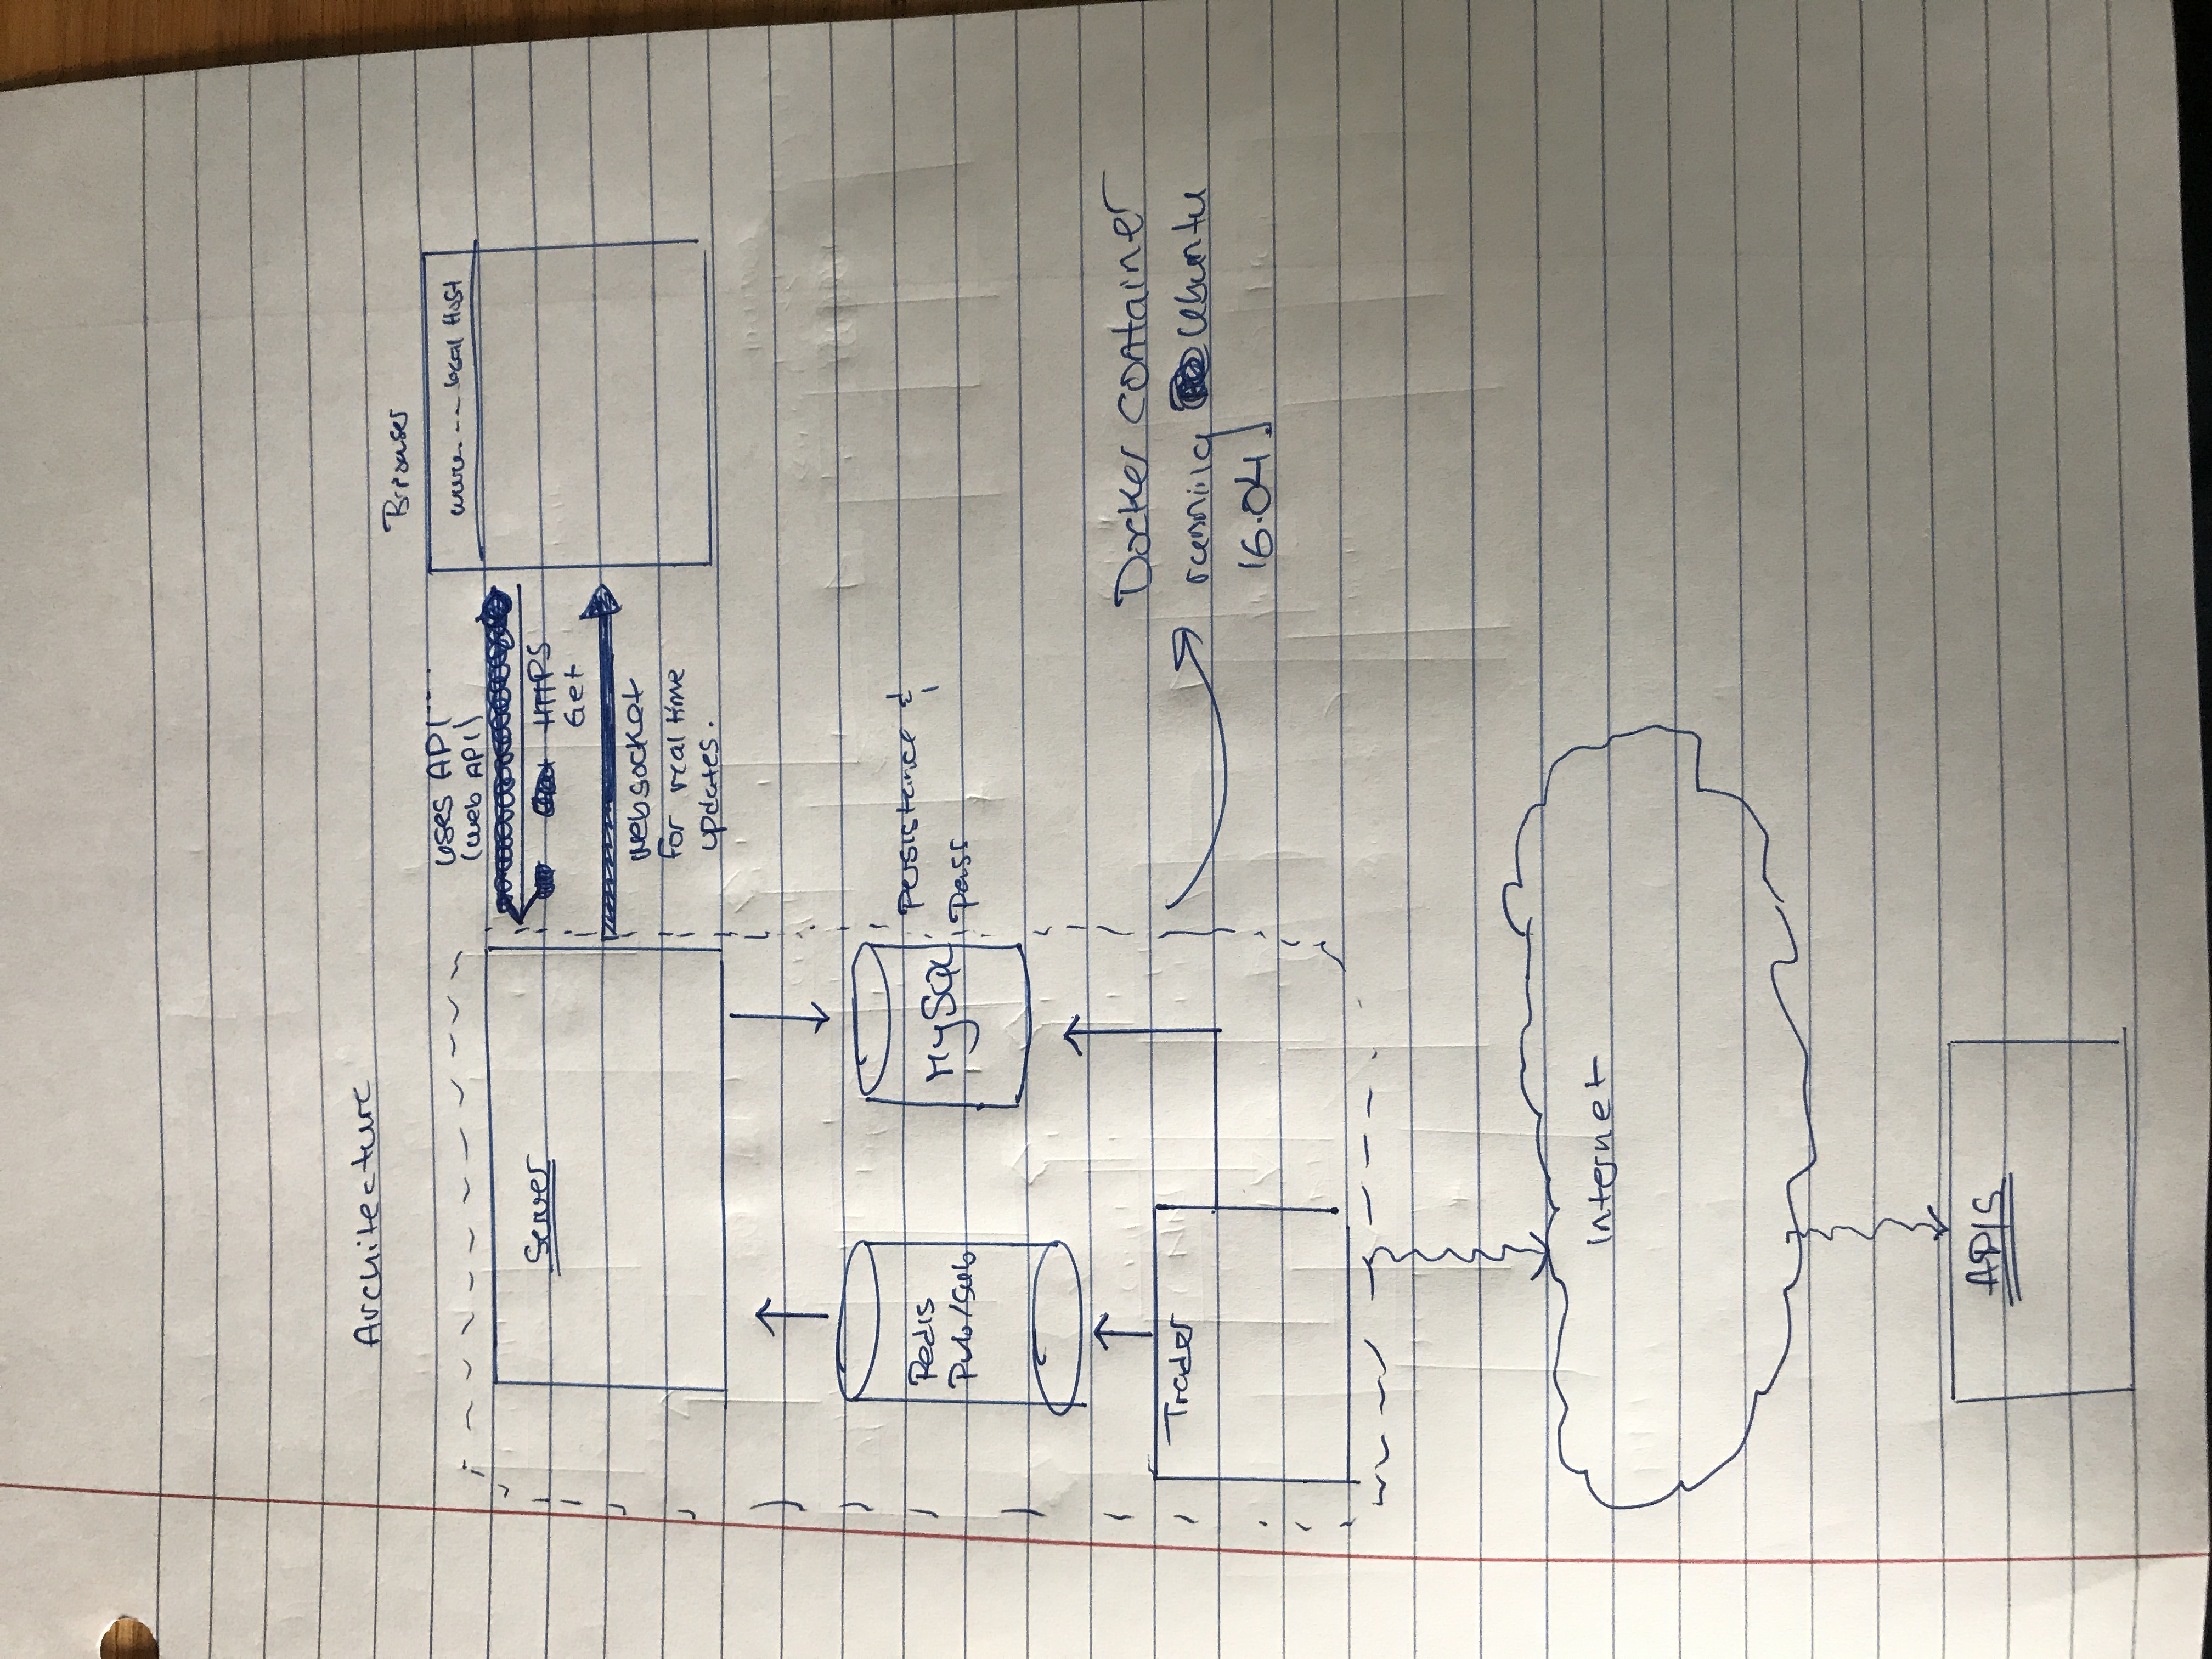 Architecture
Browser
www. --- local Host
uses API ...
(web API)
Server
HTTPS
Get
Websocket
for real time
updates.
Redis
Pub/Sub
MySQL
Persistance &
Pass
Trader
Docker container
running Ubuntu
16.04.
Internet
APIS